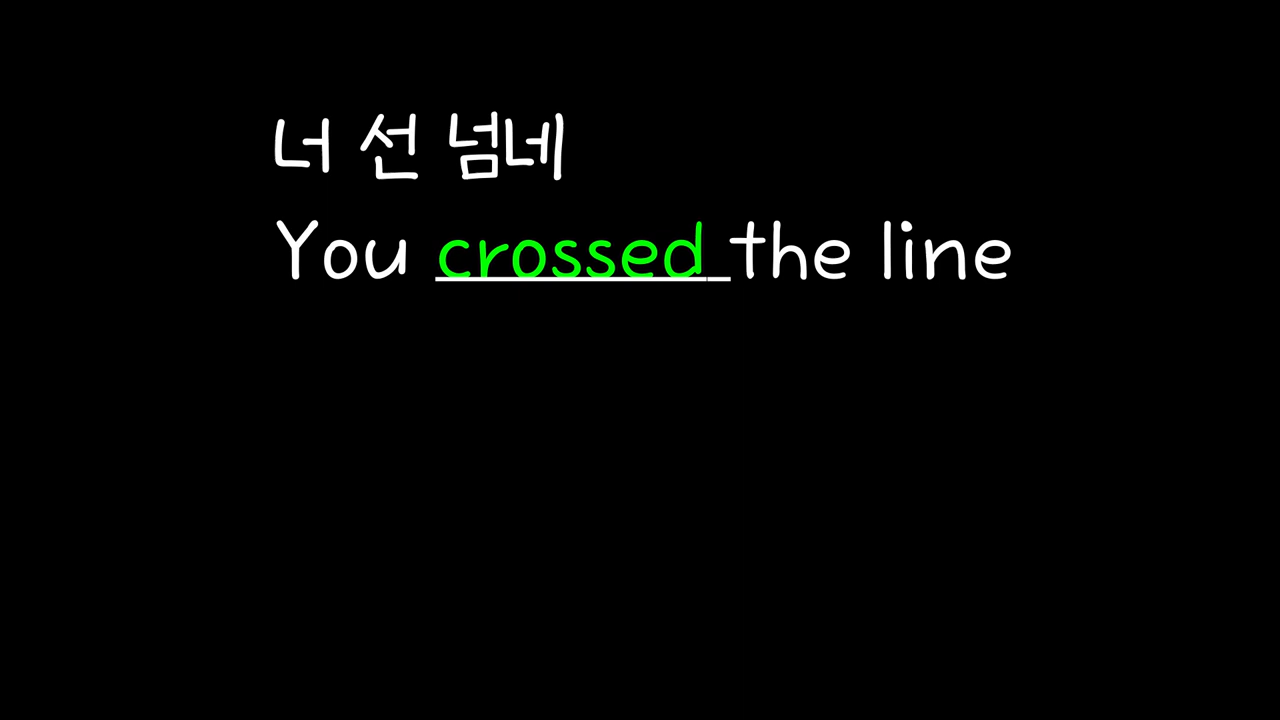 너 선 넘네
You crossed the line